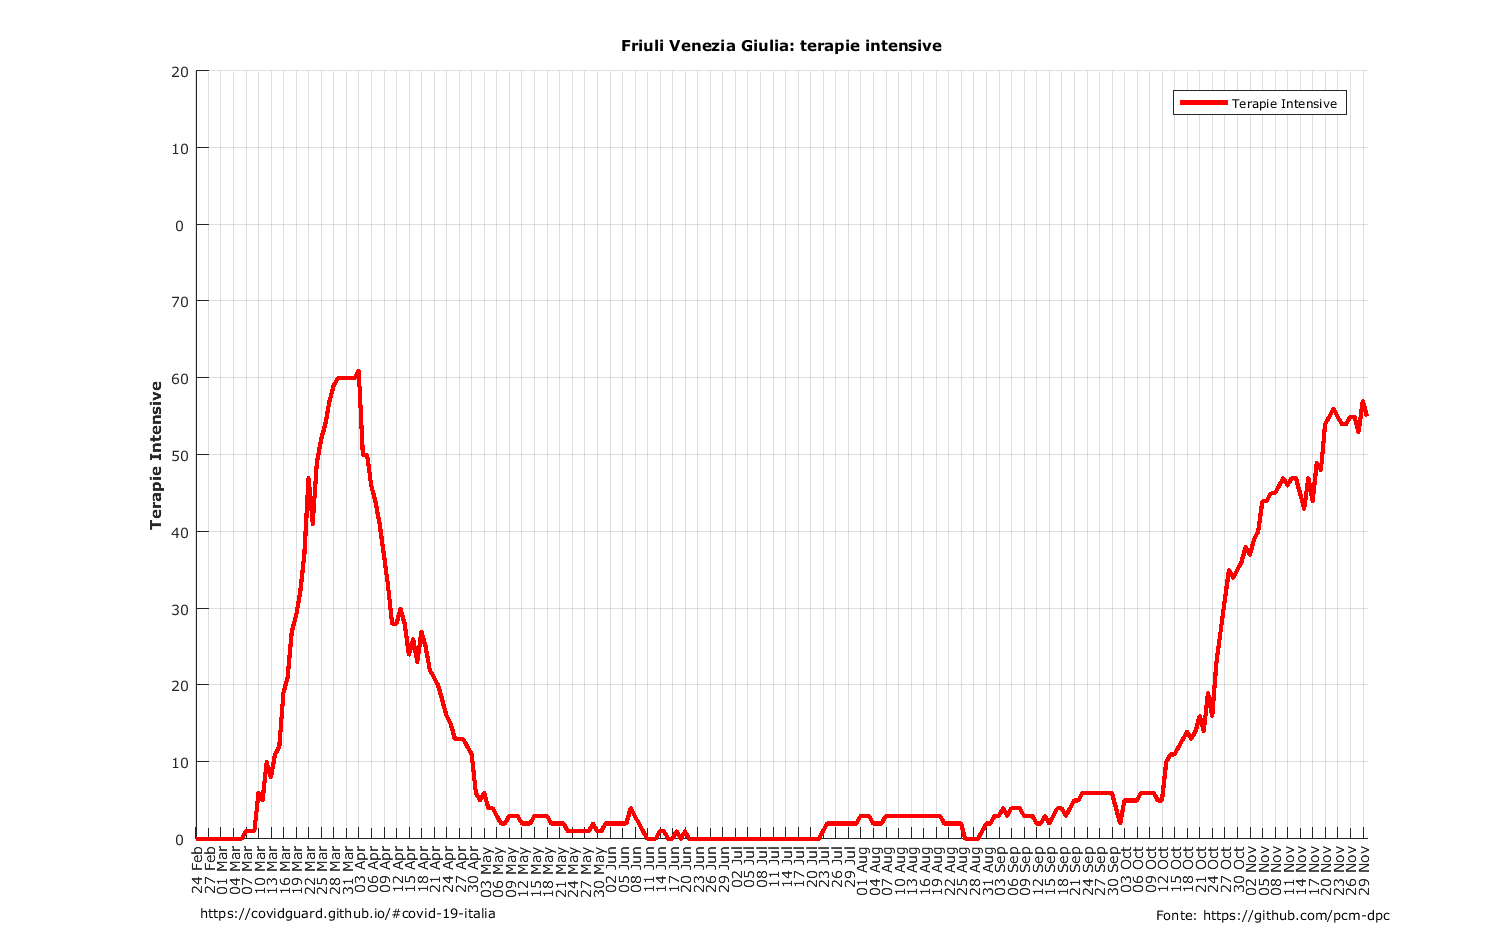 Friuli Venezia Giulia: terapie intensive
Terapie Intensive
20
10
0
70
60
50
40
30
20
10
0
Terapie Intensive
24 Feb
27 Feb
01 Mar
04 Mar
07 Mar
10 Mar
13 Mar
16 Mar
19 Mar
22 Mar
25 Mar
28 Mar
31 Mar
03 Apr
06 Apr
09 Apr
12 Apr
15 Apr
18 Apr
21 Apr
24 Apr
27 Apr
30 Apr
03 May
06 May
09 May
12 May
15 May
18 May
21 May
24 May
27 May
30 May
02 Jun
05 Jun
08 Jun
11 Jun
14 Jun
17 Jun
20 Jun
23 Jun
26 Jun
29 Jun
02 Jul
05 Jul
08 Jul
11 Jul
14 Jul
17 Jul
20 Jul
23 Jul
26 Jul
29 Jul
01 Aug
04 Aug
07 Aug
10 Aug
13 Aug
16 Aug
19 Aug
22 Aug
25 Aug
28 Aug
31 Aug
03 Sep
06 Sep
09 Sep
12 Sep
15 Sep
18 Sep
21 Sep
24 Sep
27 Sep
30 Sep
03 Oct
06 Oct
09 Oct
12 Oct
15 Oct
18 Oct
21 Oct
24 Oct
27 Oct
30 Oct
02 Nov
05 Nov
08 Nov
11 Nov
14 Nov
17 Nov
20 Nov
23 Nov
26 Nov
29 Nov
https://covidguard.github.io/#covid-19-italia
Fonte: https://github.com/pcm-dpc